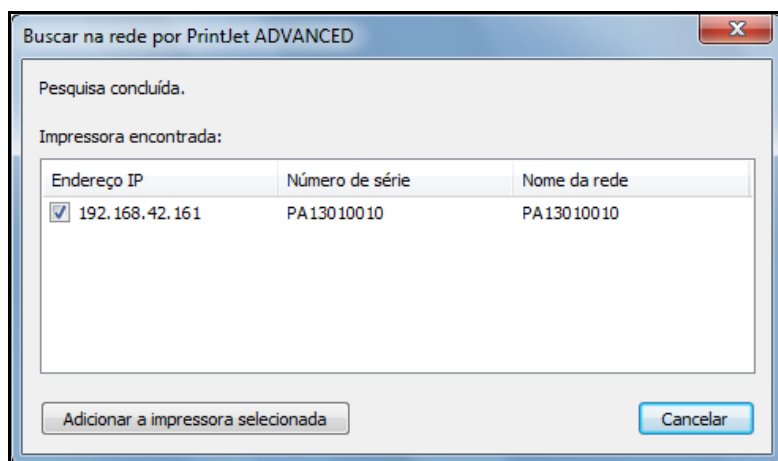 Buscar na rede por PrintJet ADVANCED
Pesquisa concluída.
Impressora encontrada:
Endereço IP Número de série Nome da rede
192.168.42.161 PA13010010 PA13010010
Adicionar a impressora selecionada Cancelar